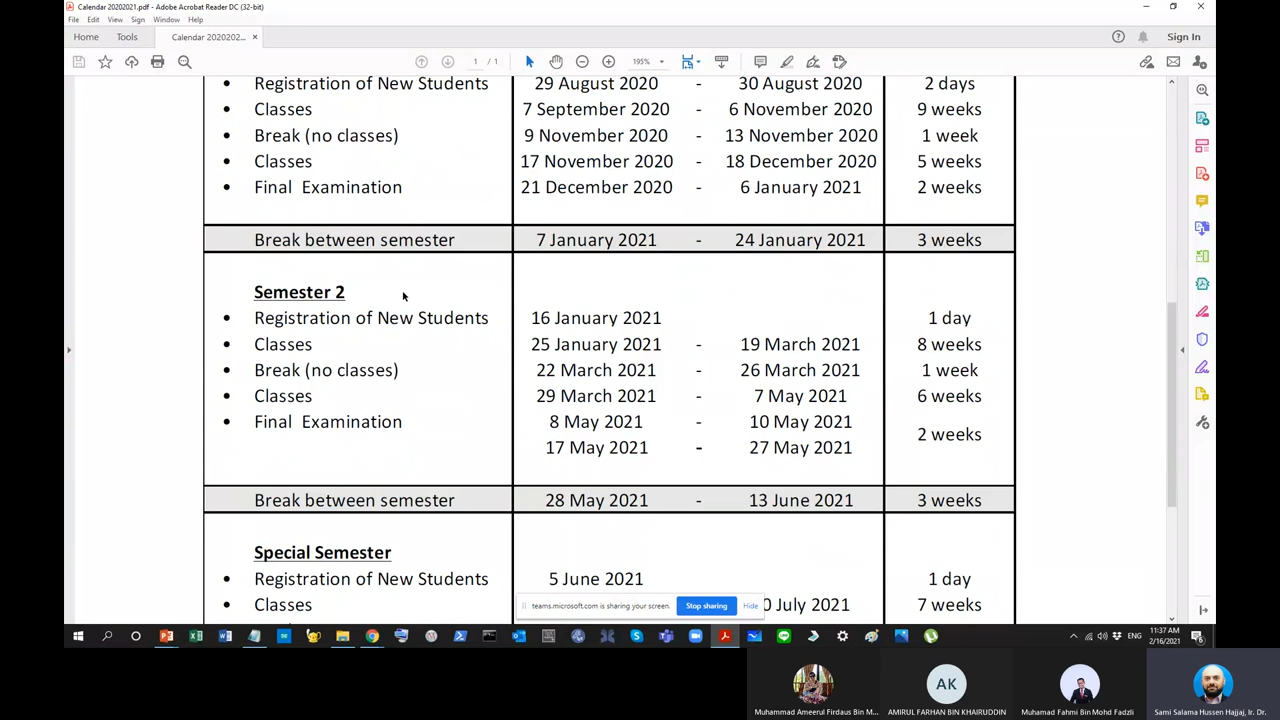 Calendar 20202021.pdf - Adobe Acrobat Reader DC (32-bit)
File Edit View Sign Window Help
Home Tools Calendar 2020202... × Sign In
1 / 1 195%
• Registration of New Students 29 August 2020 - 30 August 2020 2 days
• Classes 7 September 2020 - 6 November 2020 9 weeks
• Break (no classes) 9 November 2020 - 13 November 2020 1 week
• Classes 17 November 2020 - 18 December 2020 5 weeks
• Final Examination 21 December 2020 - 6 January 2021 2 weeks
Break between semester 7 January 2021 - 24 January 2021 3 weeks
Semester 2
• Registration of New Students 16 January 2021 1 day
• Classes 25 January 2021 - 19 March 2021 8 weeks
• Break (no classes) 22 March 2021 - 26 March 2021 1 week
• Classes 29 March 2021 - 7 May 2021 6 weeks
• Final Examination 8 May 2021 - 10 May 2021
2 weeks
17 May 2021 - 27 May 2021
Break between semester 28 May 2021 - 13 June 2021 3 weeks
Special Semester
• Registration of New Students 5 June 2021 1 day
• Classes 0 July 2021 7 weeks
teams.microsoft.com is sharing your screen. Stop sharing Hide
ENG 11:37 AM
2/16/2021
AK
Muhammad Ameerul Firdaus Bin M... AMIRUL FARHAN BIN KHAIRUDDIN Muhamad Fahmi Bin Mohd Fadzli Sami Salama Hussen Hajjaj, Ir. Dr.